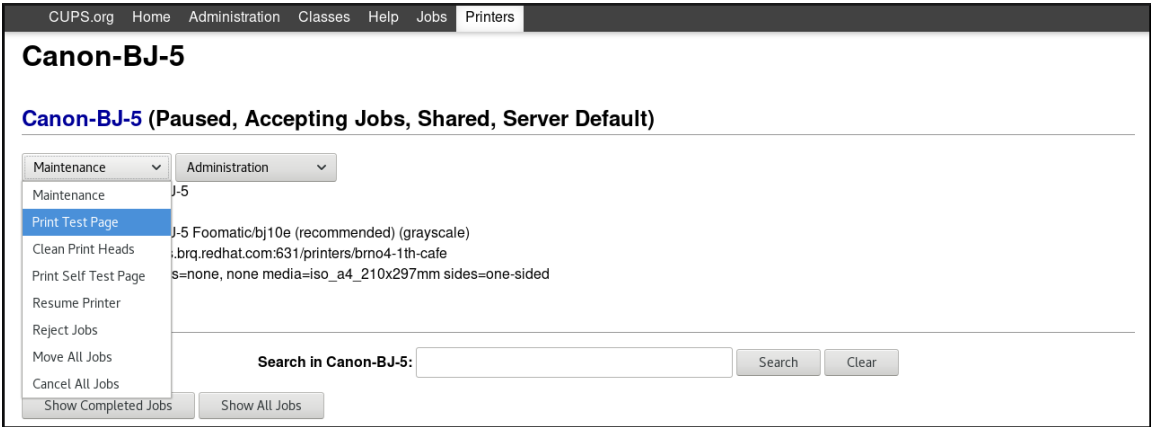 CUPS.org Home Administration Classes Help Jobs Printers
Canon-BJ-5
Canon-BJ-5 (Paused, Accepting Jobs, Shared, Server Default)
Maintenance Administration
Maintenance
J-5
Print Test Page
J-5 Foomatic/bj10e (recommended) (grayscale)
Clean Print Heads
s.brq.redhat.com:631/printers/brno4-1th-cafe
Print Self Test Page
s=none, none media=iso_a4_210x297mm sides=one-sided
Resume Printer
Reject Jobs
Move All Jobs
Search in Canon-BJ-5: Search Clear
Cancel All Jobs
Show Completed Jobs Show All Jobs